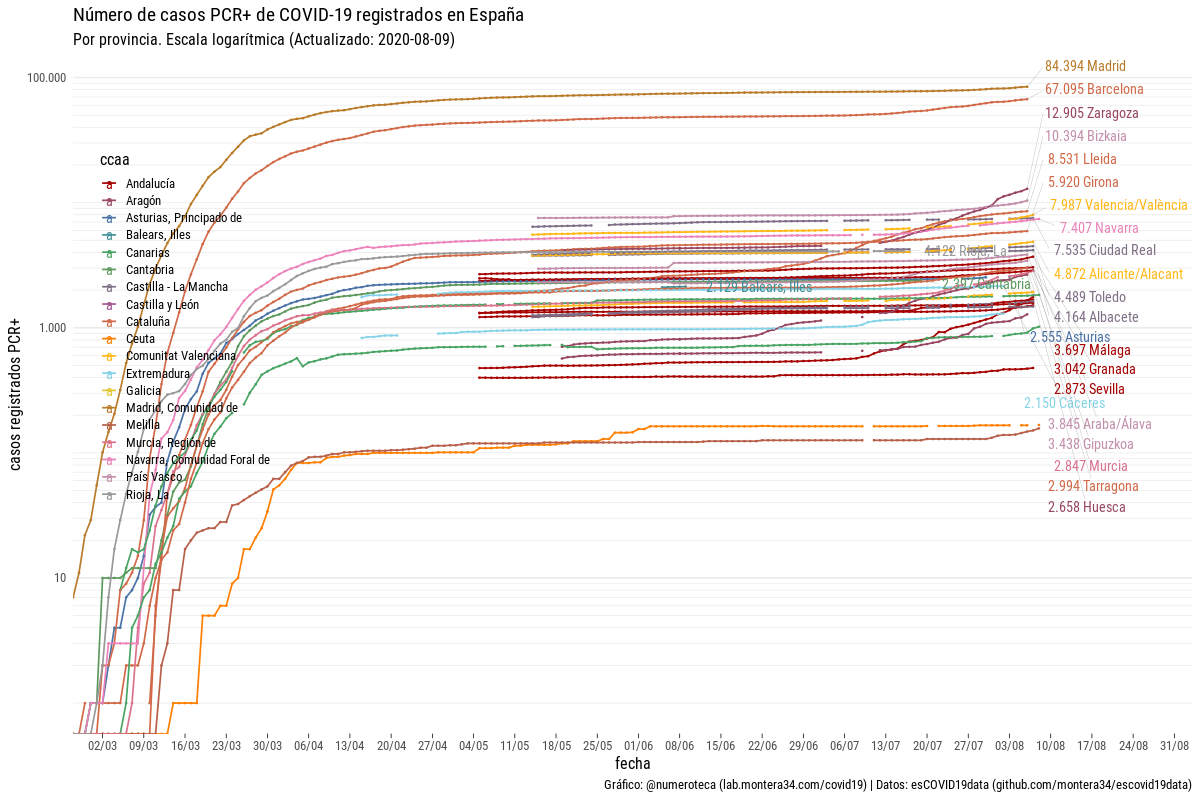 Número de casos PCR+ de COVID-19 registrados en España
Por provincia. Escala logarítmica (Actualizado: 2020-08-09)
casos registrados PCR+
100.000
1.000
10
ccaa
a Andalucía
a Aragón
a Asturias, Principado de
a Balears, Illes
a Canarias
a Cantabria
a Castilla - La Mancha
a Castilla y León
a Cataluña
a Ceuta
a Comunitat Valenciana
a Extremadura
a Galicia
a Madrid, Comunidad de
a Melilla
a Murcia, Región de
a Navarra, Comunidad Foral de
a País Vasco
a Rioja, La
84.394 Madrid
67.095 Barcelona
12.905 Zaragoza
10.394 Bizkaia
8.531 Lleida
5.920 Girona
7.987 Valencia/València
7.407 Navarra
4.122 Rioja, La
7.535 Ciudad Real
4.872 Alicante/Alacant
2.129 Balears, Illes
2.397 Cantabria
4.489 Toledo
4.164 Albacete
2.555 Asturias
3.697 Málaga
3.042 Granada
2.873 Sevilla
2.150 Cáceres
3.845 Araba/Álava
3.438 Gipuzkoa
2.847 Murcia
2.994 Tarragona
2.658 Huesca
02/03 09/03 16/03 23/03 30/03 06/04 13/04 20/04 27/04 04/05 11/05 18/05 25/05 01/06 08/06 15/06 22/06 29/06 06/07 13/07 20/07 27/07 03/08 10/08 17/08 24/08 31/08
fecha
Gráfico: @numeroteca (lab.montera34.com/covid19) | Datos: esCOVID19data (github.com/montera34/escovid19data)